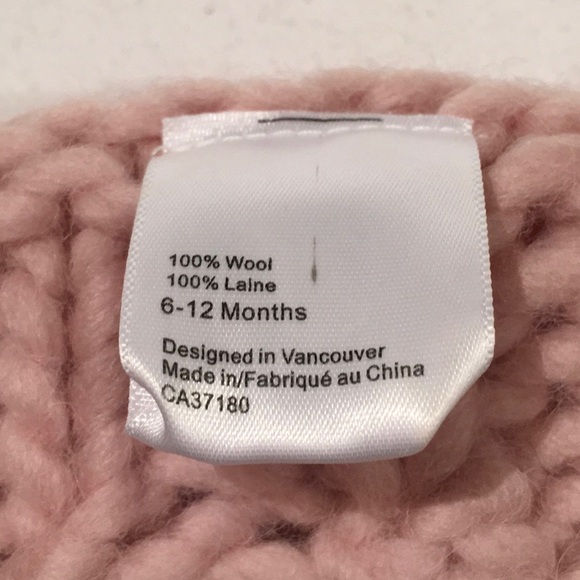 100% Wool
100% Laine
6-12 Months
Designed in Vancouver
Made in/Fabriqué au China
CA37180